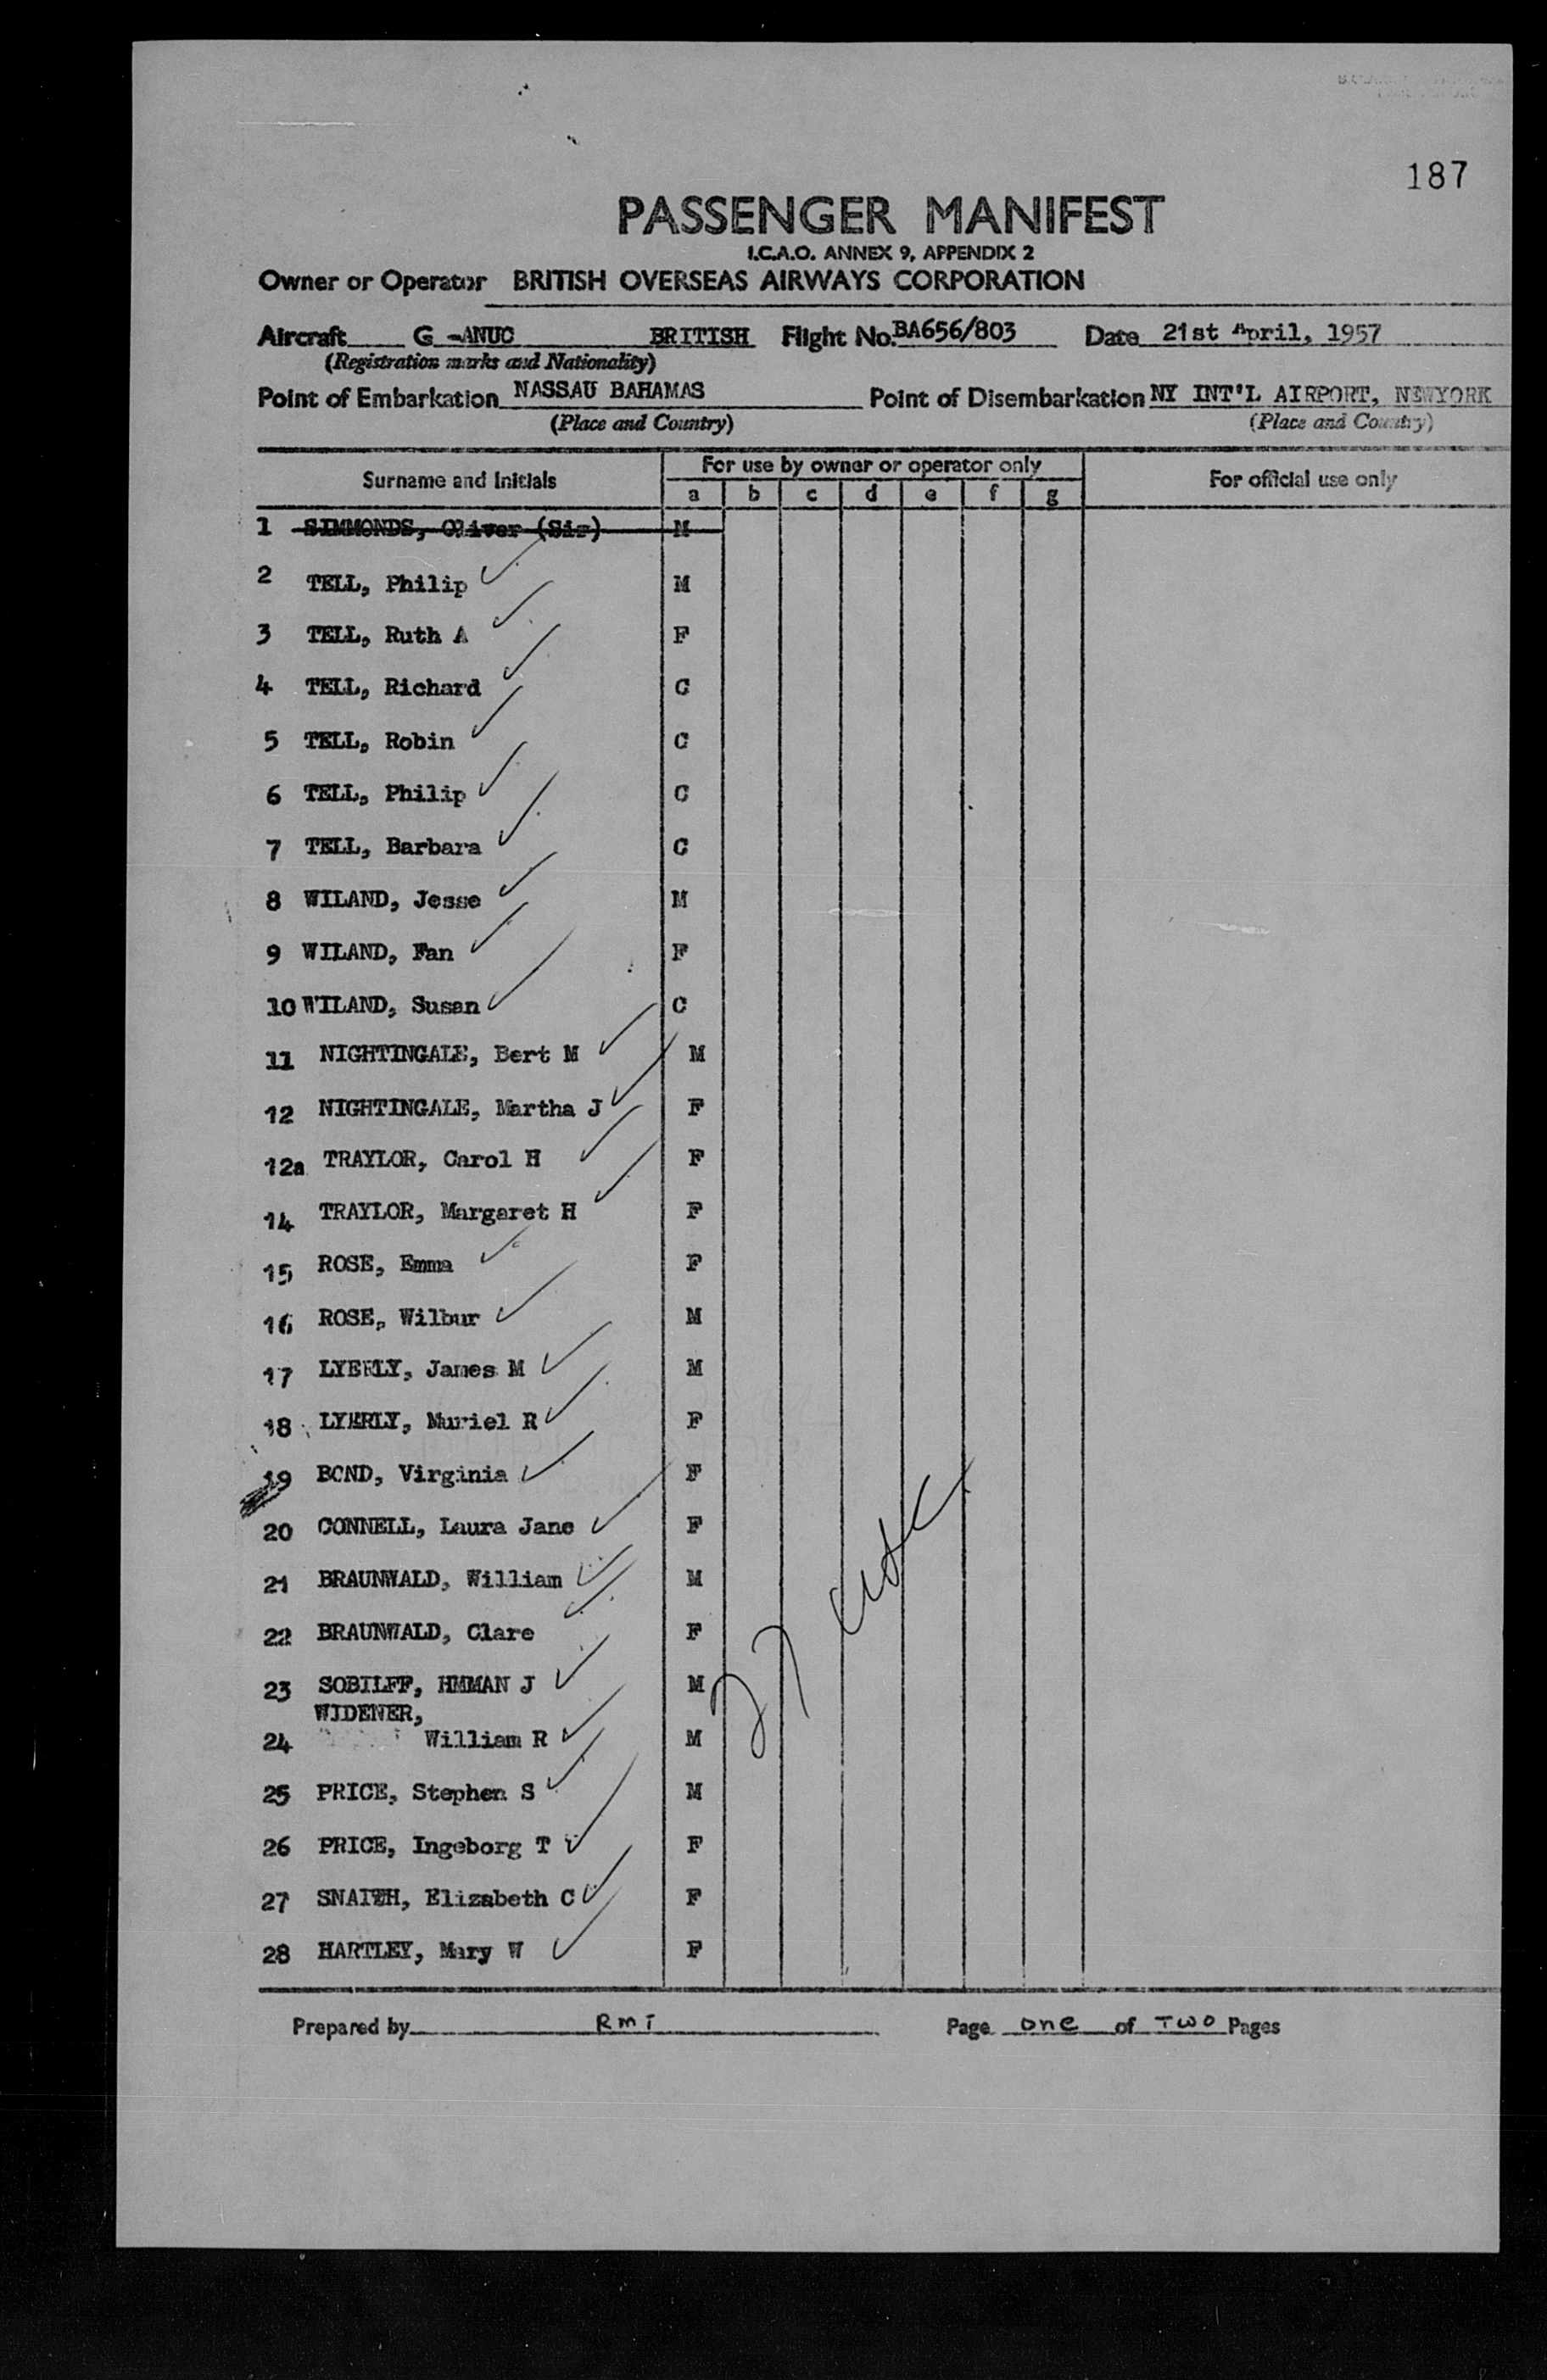 187
PASSENGER MANIFEST
I.C.A.O. ANNEX 9, APPENDIX 2
Owner or Operator BRITISH OVERSEAS AIRWAYS CORPORATION
Aircraft G -ANUC BRITISH Flight No. BA656/803 Date 21st April, 1957
(Registration marks and Nationality)
Point of Embarkation NASSAU BAHAMAS Point of Disembarkation NY INT'L AIRPORT, NEWYORK
(Place and Country) (Place and Country)
Surname and Initials For use by owner or operator only For official use only
a b c d e f g
1 SIMMONDS, Oliver (Sir) M
2 TELL, Philip M
3 TELL, Ruth A F
4 TELL, Richard C
5 TELL, Robin C
6 TELL, Philip C
7 TELL, Barbara C
8 WILAND, Jesse M
9 WILAND, Fan F
10 WILAND, Susan C
11 NIGHTINGALE, Bert M M
12 NIGHTINGALE, Martha J F
12a TRAYLOR, Carol H F
14 TRAYLOR, Margaret H F
15 ROSE, Emma F
16 ROSE, Wilbur M
17 LYERLY, James M M
18 LYERLY, Muriel R F
19 BOND, Virginia F
20 CONNELL, Laura Jane F
21 BRAUNWALD, William M
22 BRAUNWALD, Clare F
23 SOBILFF, HMMAN J M
WIDENER,
24 William R M
25 PRICE, Stephen S M
26 PRICE, Ingeborg T F
27 SNAITH, Elizabeth C F
28 HARTLEY, Mary W F
27
Prepared by RMT Page one of TWO Pages